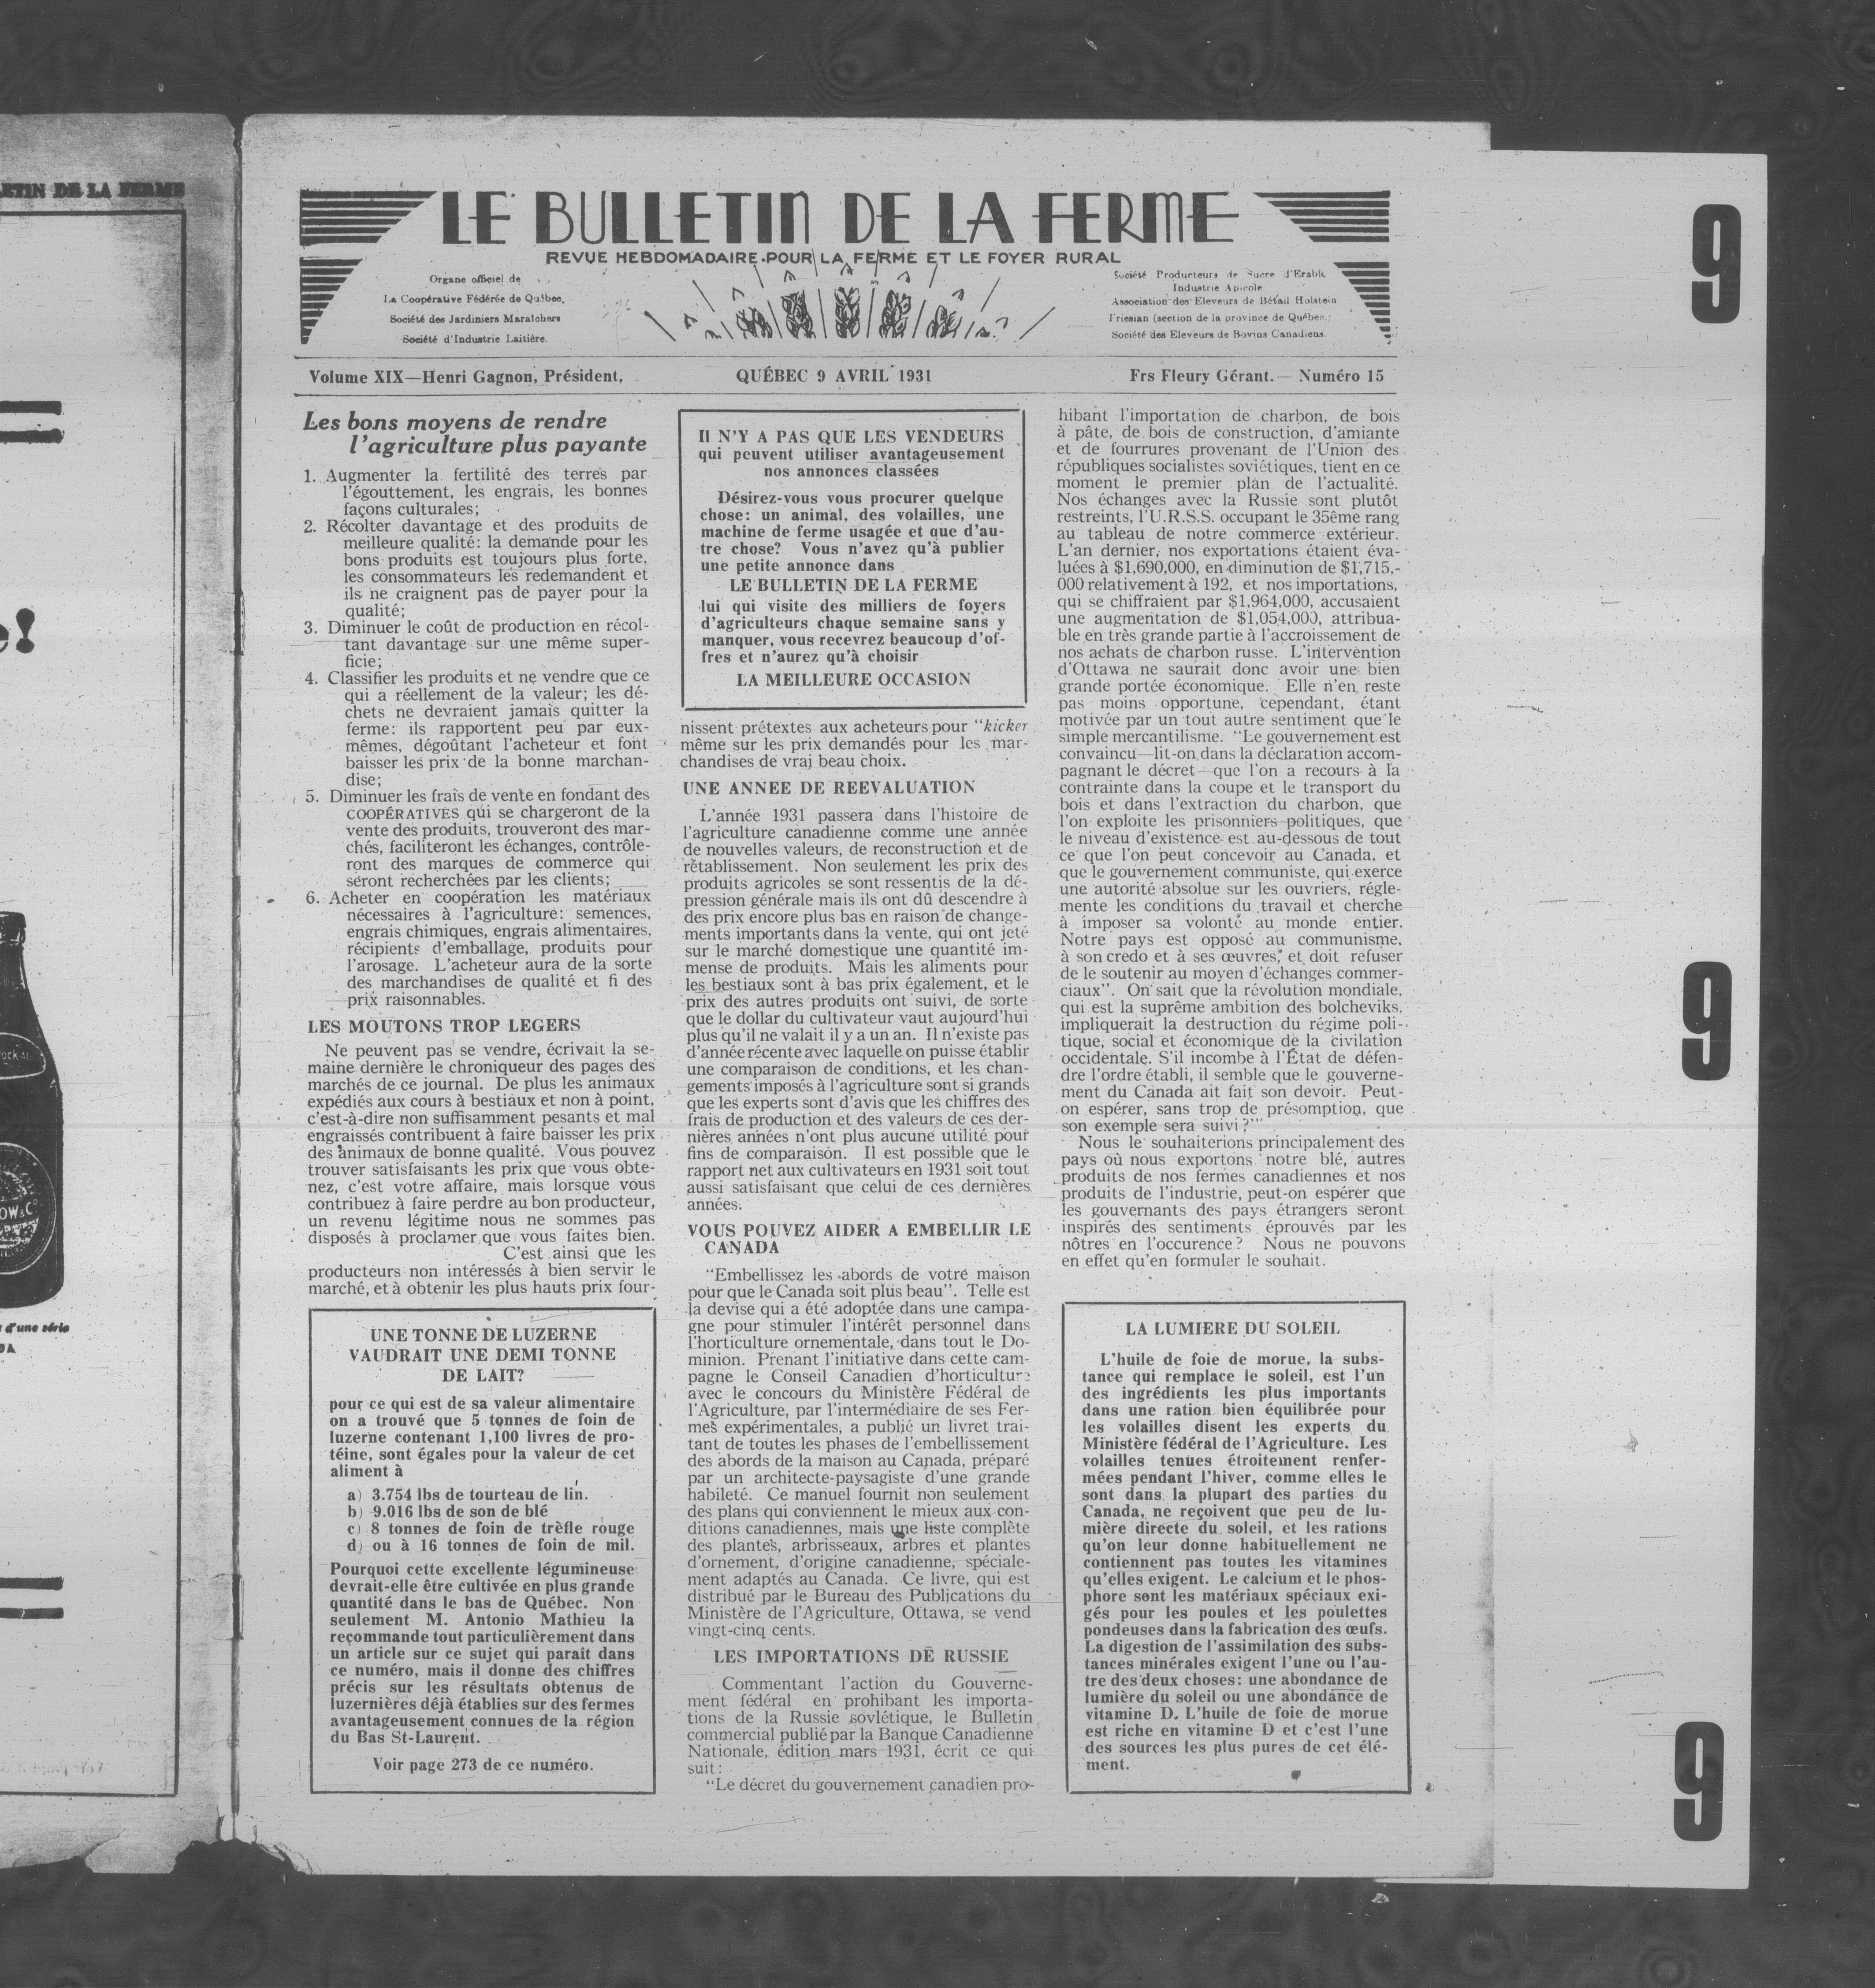 LETIN DE LA FERME
e!
OCK AL
OW & C
d'une série
DA
LE BULLETIN DE LA FERME
REVUE HEBDOMADAIRE POUR LA FERME ET LE FOYER RURAL
Organe officiel de
La Coopérative Fédérée de Québec,
Société des Jardiniers Maraîchers
Société d'Industrie Laitière.
Société Producteurs de Sucre d'Erable
Industrie Apicole
Association des Eleveurs de Bétail Holstein
Friesian (section de la province de Québec.)
Société des Eleveurs de Bovins Canadiens
Volume XIX—Henri Gagnon, Président,
QUÉBEC 9 AVRIL 1931
Frs Fleury Gérant.— Numéro 15
Les bons moyens de rendre
l'agriculture plus payante
1. Augmenter la fertilité des terres par
l'égouttement, les engrais, les bonnes
façons culturales;
2. Récolter davantage et des produits de
meilleure qualité: la demande pour les
bons produits est toujours plus forte,
les consommateurs les redemandent et
ils ne craignent pas de payer pour la
qualité;
3. Diminuer le coût de production en récol-
tant davantage sur une même super-
ficie;
4. Classifier les produits et ne vendre que ce
qui a réellement de la valeur; les dé-
chets ne devraient jamais quitter la
ferme: ils rapportent peu par eux-
mêmes, dégoûtant l'acheteur et font
baisser les prix de la bonne marchan-
dise;
5. Diminuer les frais de vente en fondant des
COOPÉRATIVES qui se chargeront de la
vente des produits, trouveront des mar-
chés, faciliteront les échanges, contrôle-
ront des marques de commerce qui
seront recherchées par les clients;
6. Acheter en coopération les matériaux
nécessaires à l'agriculture: semences,
engrais chimiques, engrais alimentaires,
récipients d'emballage, produits pour
l'arosage. L'acheteur aura de la sorte
des marchandises de qualité et fi des
prix raisonnables.
LES MOUTONS TROP LEGERS
Ne peuvent pas se vendre, écrivait la se-
maine dernière le chroniqueur des pages des
marchés de ce journal. De plus les animaux
expédiés aux cours à bestiaux et non à point,
c'est-à-dire non suffisamment pesants et mal
engraissés contribuent à faire baisser les prix
des animaux de bonne qualité. Vous pouvez
trouver satisfaisants les prix que vous obte-
nez, c'est votre affaire, mais lorsque vous
contribuez à faire perdre au bon producteur,
un revenu légitime nous ne sommes pas
disposés à proclamer que vous faites bien.
C'est ainsi que les
producteurs non intéressés à bien servir le
marché, et à obtenir les plus hauts prix four-
UNE TONNE DE LUZERNE
VAUDRAIT UNE DEMI TONNE
DE LAIT?
pour ce qui est de sa valeur alimentaire
on a trouvé que 5 tonnes de foin de
luzerne contenant 1,100 livres de pro-
téine, sont égales pour la valeur de cet
aliment à
a) 3.754 lbs de tourteau de lin.
b) 9.016 lbs de son de blé
c) 8 tonnes de foin de trèfle rouge
d) ou à 16 tonnes de foin de mil.
Pourquoi cette excellente légumineuse
devrait-elle être cultivée en plus grande
quantité dans le bas de Québec. Non
seulement M. Antonio Mathieu la
recommande tout particulièrement dans
un article sur ce sujet qui paraît dans
ce numéro, mais il donne des chiffres
précis sur les résultats obtenus de
luzernières déjà établies sur des fermes
avantageusement connues de la région
du Bas St-Laurent.
Voir page 273 de ce numéro.
Il N'Y A PAS QUE LES VENDEURS
qui peuvent utiliser avantageusement
nos annonces classées
Désirez-vous vous procurer quelque
chose: un animal, des volailles, une
machine de ferme usagée et que d'au-
tre chose? Vous n'avez qu'à publier
une petite annonce dans
LE BULLETIN DE LA FERME
lui qui visite des milliers de foyers
d'agriculteurs chaque semaine sans y
manquer, vous recevrez beaucoup d'of-
fres et n'aurez qu'à choisir
LA MEILLEURE OCCASION
nissent prétextes aux acheteurs pour "kicker
même sur les prix demandés pour les mar-
chandises de vrai beau choix.
UNE ANNEE DE REEVALUATION
L'année 1931 passera dans l'histoire de
l'agriculture canadienne comme une année
de nouvelles valeurs, de reconstruction et de
rétablissement. Non seulement les prix des
produits agricoles se sont ressentis de la dé-
pression générale mais ils ont dû descendre à
des prix encore plus bas en raison de change-
ments importants dans la vente, qui ont jeté
sur le marché domestique une quantité im-
mense de produits. Mais les aliments pour
les bestiaux sont à bas prix également, et le
prix des autres produits ont suivi, de sorte
que le dollar du cultivateur vaut aujourd'hui
plus qu'il ne valait il y a un an. Il n'existe pas
d'année récente avec laquelle on puisse établir
une comparaison de conditions, et les chan-
gements imposés à l'agriculture sont si grands
que les experts sont d'avis que les chiffres des
frais de production et des valeurs de ces der-
nières années n'ont plus aucune utilité pour
fins de comparaison. Il est possible que le
rapport net aux cultivateurs en 1931 soit tout
aussi satisfaisant que celui de ces dernières
années.
VOUS POUVEZ AIDER A EMBELLIR LE
CANADA
"Embellissez les abords de votre maison
pour que le Canada soit plus beau". Telle est
la devise qui a été adoptée dans une campa-
gne pour stimuler l'intérêt personnel dans
l'horticulture ornementale, dans tout le Do-
minion. Prenant l'initiative dans cette cam-
pagne le Conseil Canadien d'horticulture
avec le concours du Ministère Fédéral de
l'Agriculture, par l'intermédiaire de ses Fer-
mes expérimentales, a publié un livret trai-
tant de toutes les phases de l'embellissement
des abords de la maison au Canada, préparé
par un architecte-paysagiste d'une grande
habileté. Ce manuel fournit non seulement
des plans qui conviennent le mieux aux con-
ditions canadiennes, mais une liste complète
des plantes, arbrisseaux, arbres et plantes
d'ornement, d'origine canadienne, spéciale-
ment adaptés au Canada. Ce livre, qui est
distribué par le Bureau des Publications du
Ministère de l'Agriculture, Ottawa, se vend
vingt-cinq cents.
LES IMPORTATIONS DE RUSSIE
Commentant l'action du Gouverne-
ment fédéral en prohibant les importa-
tions de la Russie soviétique, le Bulletin
commercial publié par la Banque Canadienne
Nationale, édition mars 1931, écrit ce qui
suit:
"Le décret du gouvernement canadien pro-
hibant l'importation de charbon, de bois
à pâte, de bois de construction, d'amiante
et de fourrures provenant de l'Union des
républiques socialistes soviétiques, tient en ce
moment le premier plan de l'actualité.
Nos échanges avec la Russie sont plutôt
restreints, l'U.R.S.S. occupant le 35ême rang
au tableau de notre commerce extérieur.
L'an dernier, nos exportations étaient éva-
luées à $1,690,000, en diminution de $1,715,-
000 relativement à 192, et nos importations,
qui se chiffraient par $1,964,000, accusaient
une augmentation de $1,054,000, attribua-
ble en très grande partie à l'accroissement de
nos achats de charbon russe. L'intervention
d'Ottawa ne saurait donc avoir une bien
grande portée économique. Elle n'en reste
pas moins opportune, cependant, étant
motivée par un tout autre sentiment que le
simple mercantilisme. "Le gouvernement est
convaincu—lit-on dans la déclaration accom-
pagnant le décret—que l'on a recours à la
contrainte dans la coupe et le transport du
bois et dans l'extraction du charbon, que
l'on exploite les prisonniers politiques, que
le niveau d'existence est au-dessous de tout
ce que l'on peut concevoir au Canada, et
que le gouvernement communiste, qui exerce
une autorité absolue sur les ouvriers, régle-
mente les conditions du travail et cherche
à imposer sa volonté au monde entier.
Notre pays est opposé au communisme,
à son credo et à ses œuvres, et doit refuser
de le soutenir au moyen d'échanges commer-
ciaux". On sait que la révolution mondiale,
qui est la suprême ambition des bolcheviks,
impliquerait la destruction du régime poli-
tique, social et économique de la civilation
occidentale. S'il incombe à l'État de défen-
dre l'ordre établi, il semble que le gouverne-
ment du Canada ait fait son devoir. Peut-
on espérer, sans trop de présomption, que
son exemple sera suivi?"
Nous le souhaiterions principalement des
pays où nous exportons notre blé, autres
produits de nos fermes canadiennes et nos
produits de l'industrie, peut-on espérer que
les gouvernants des pays étrangers seront
inspirés des sentiments éprouvés par les
nôtres en l'occurence? Nous ne pouvons
en effet qu'en formuler le souhait.
LA LUMIERE DU SOLEIL
L'huile de foie de morue, la subs-
tance qui remplace le soleil, est l'un
des ingrédients les plus importants
dans une ration bien équilibrée pour
les volailles disent les experts du
Ministère fédéral de l'Agriculture. Les
volailles tenues étroitement renfer-
mées pendant l'hiver, comme elles le
sont dans la plupart des parties du
Canada, ne reçoivent que peu de lu-
mière directe du soleil, et les rations
qu'on leur donne habituellement ne
contiennent pas toutes les vitamines
qu'elles exigent. Le calcium et le phos-
phore sont les matériaux spéciaux exi-
gés pour les poules et les poulettes
pondeuses dans la fabrication des œufs.
La digestion de l'assimilation des subs-
tances minérales exigent l'une ou l'au-
tre des deux choses: une abondance de
lumière du soleil ou une abondance de
vitamine D. L'huile de foie de morue
est riche en vitamine D et c'est l'une
des sources les plus pures de cet élé-
ment.
9
9
9